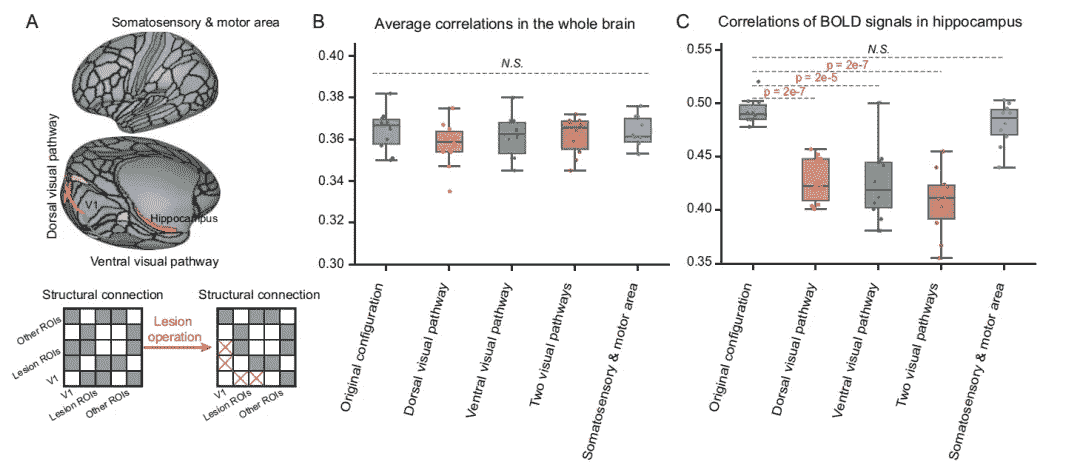 A
Somatosensory & motor area
Dorsal visual pathway
V1
Hippocampus
Ventral visual pathway
Structural connection
Structural connection
Other ROIs
Lesion ROIs
V1
V1
Lesion ROIs
Other ROIs
Lesion
operation
V1
Lesion ROIs
Other ROIs
B
Average correlations in the whole brain
0.40
0.38
0.36
0.34
0.32
0.30
N.S.
Original configuration
Dorsal visual pathway
Ventral visual pathway
Two visual pathways
Somatosensory & motor area
C
Correlations of BOLD signals in hippocampus
0.55
0.50
0.45
0.40
0.35
N.S.
p = 2e-7
p = 2e-5
p = 2e-7
Original configuration
Dorsal visual pathway
Ventral visual pathway
Two visual pathways
Somatosensory & motor area